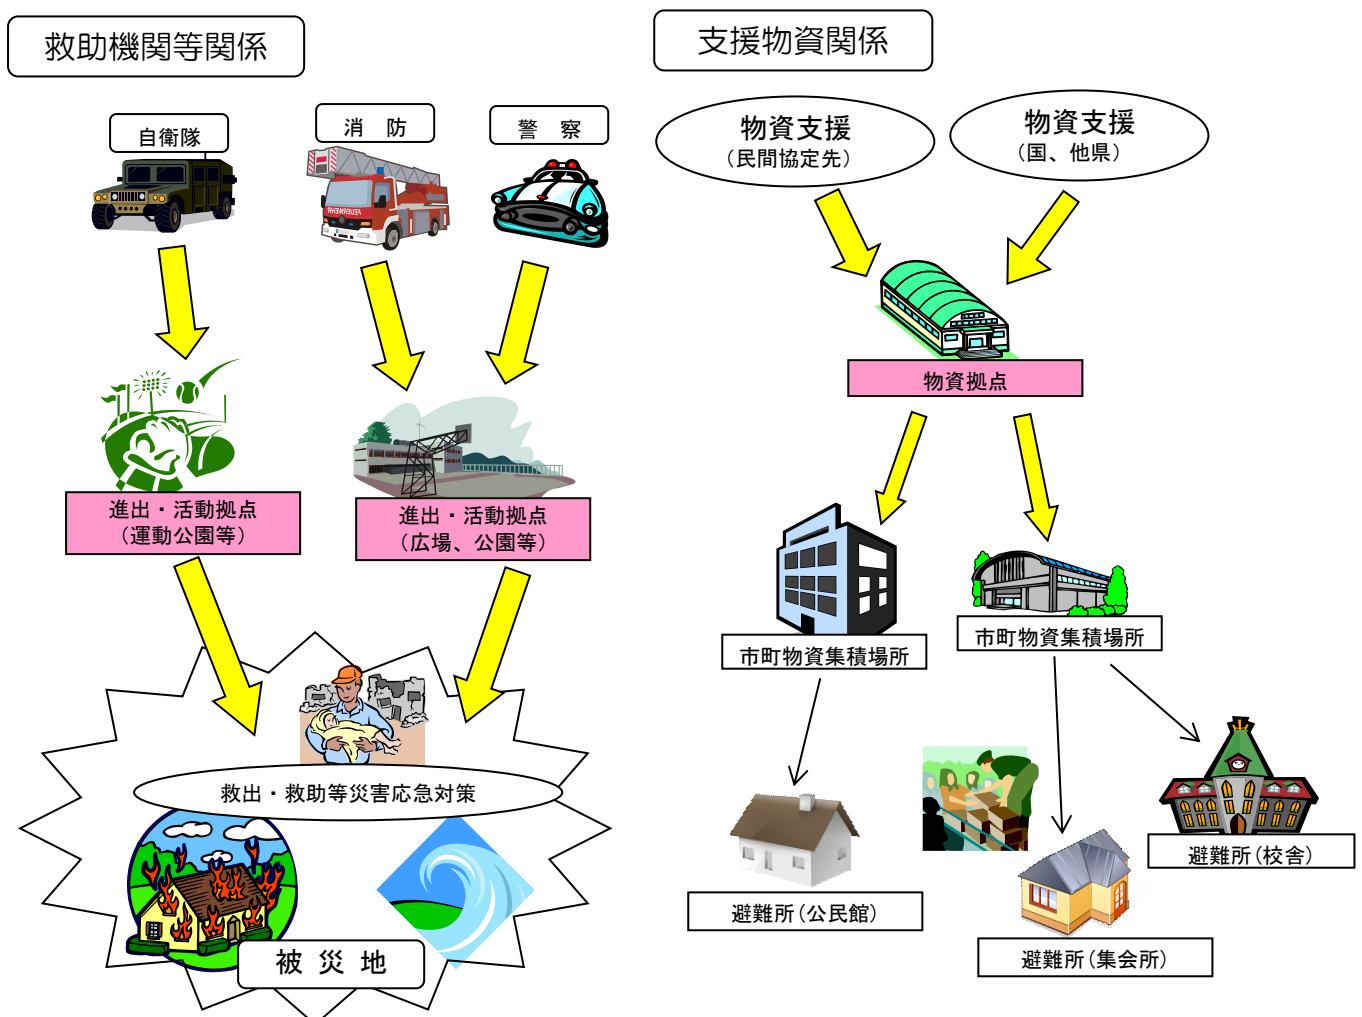 救助機関等関係
自衛隊
消　防
警　察
FEUERWEHR
進出・活動拠点
（運動公園等）
進出・活動拠点
（広場、公園等）
救出・救助等災害応急対策
被 災 地
支援物資関係
物資支援
（民間協定先）
物資支援
（国、他県）
物資拠点
市町物資集積場所
市町物資集積場所
避難所（公民館）
避難所（集会所）
避難所（校舎）